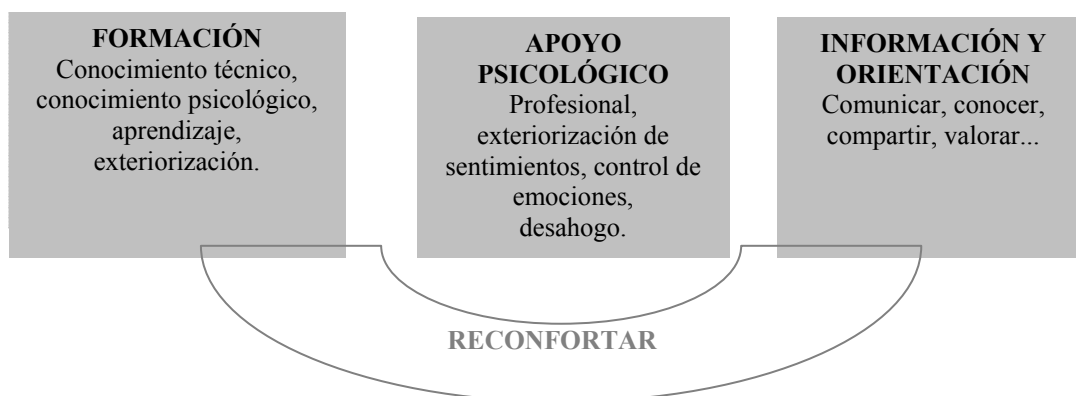 FORMACIÓN
Conocimiento técnico,
conocimiento psicológico,
aprendizaje,
exteriorización.
APOYO
PSICOLÓGICO
Profesional,
exteriorización de
sentimientos, control de
emociones,
desahogo.
INFORMACIÓN Y
ORIENTACIÓN
Comunicar, conocer,
compartir, valorar...
RECONFORTAR